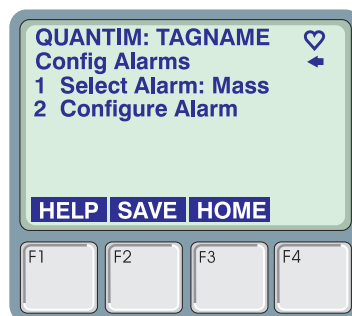 QUANTIM: TAGNAME
Config Alarms
1 Select Alarm: Mass
2 Configure Alarm
HELP SAVE HOME
F1 F2 F3 F4